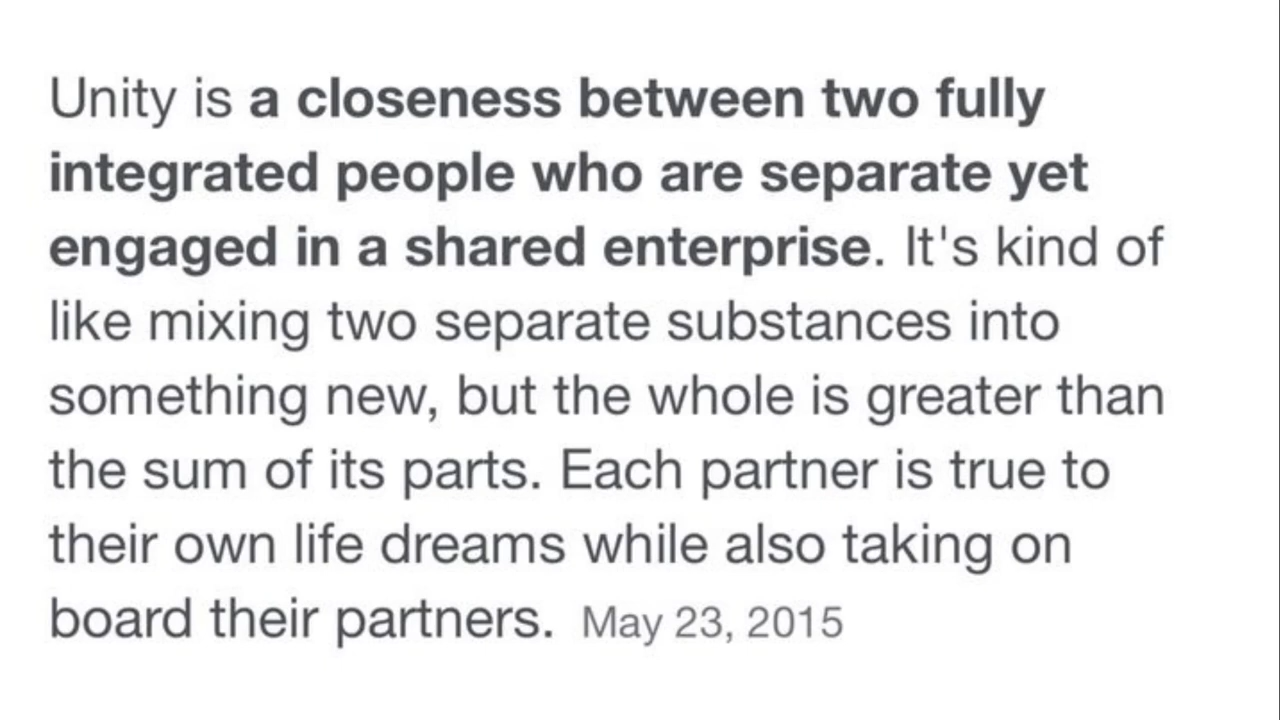 Unity is a closeness between two fully
integrated people who are separate yet
engaged in a shared enterprise. It's kind of
like mixing two separate substances into
something new, but the whole is greater than
the sum of its parts. Each partner is true to
their own life dreams while also taking on
board their partners. May 23, 2015